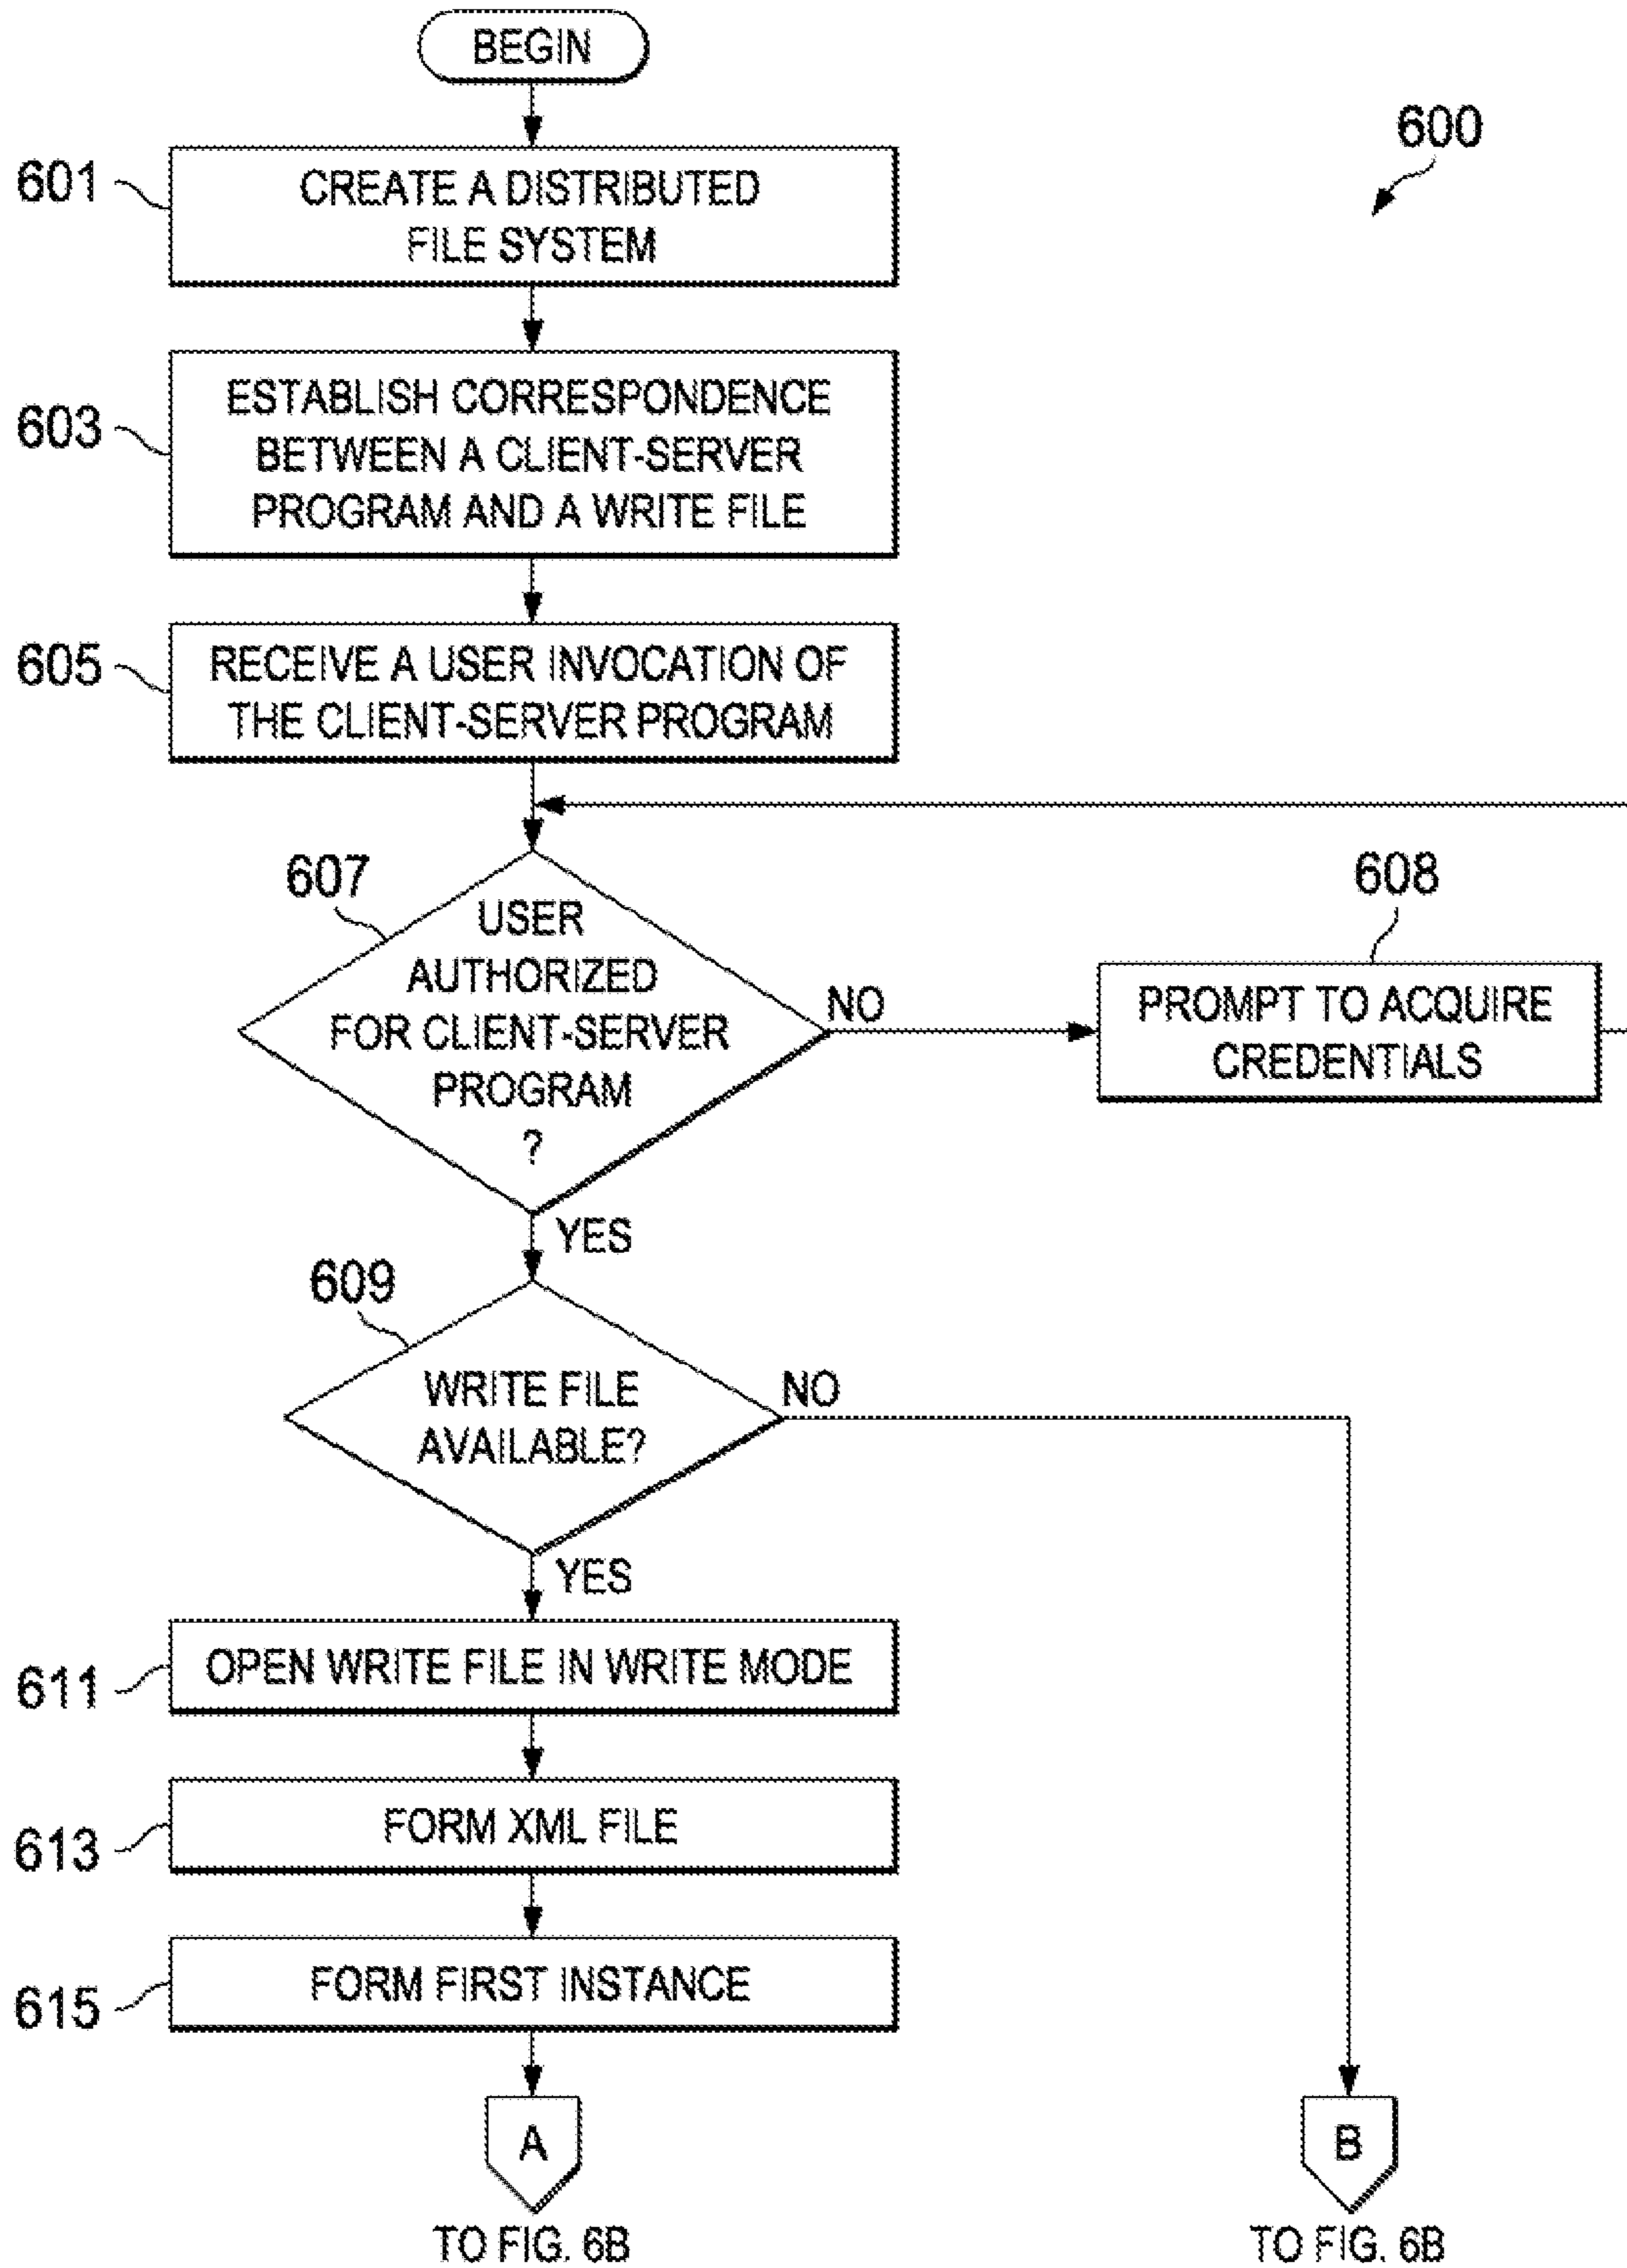 BEGIN
600
601
CREATE A DISTRIBUTED
FILE SYSTEM
603
ESTABLISH CORRESPONDENCE
BETWEEN A CLIENT-SERVER
PROGRAM AND A WRITE FILE
605
RECEIVE A USER INVOCATION OF
THE CLIENT-SERVER PROGRAM
607
USER
AUTHORIZED
FOR CLIENT-SERVER
PROGRAM
?
NO
608
PROMPT TO ACQUIRE
CREDENTIALS
YES
609
WRITE FILE
AVAILABLE?
NO
YES
611
OPEN WRITE FILE IN WRITE MODE
613
FORM XML FILE
615
FORM FIRST INSTANCE
A
TO FIG. 6B
B
TO FIG. 6B